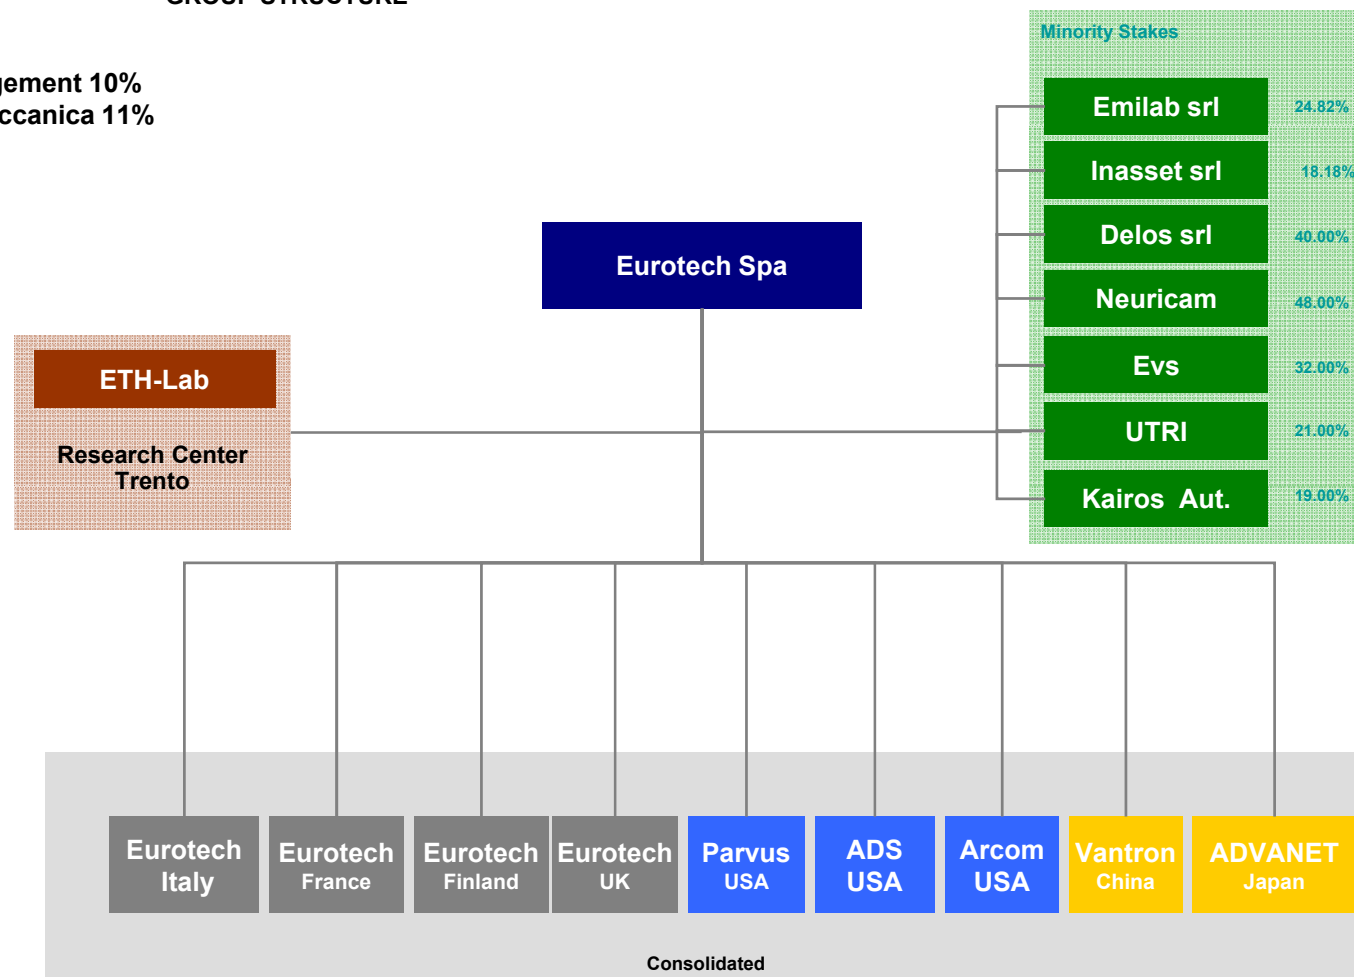 GROUP STRUCTURE
Minority Stakes
gement 10%
ccanica 11%
Emilab srl 24.82%
Inasset srl 18.18%
Delos srl 40.00%
Neuricam 48.00%
Evs 32.00%
UTRI 21.00%
Kairos Aut. 19.00%
Eurotech Spa
ETH-Lab
Research Center
Trento
Eurotech
Italy
Eurotech
France
Eurotech
Finland
Eurotech
UK
Parvus
USA
ADS
USA
Arcom
USA
Vantron
China
ADVANET
Japan
Consolidated